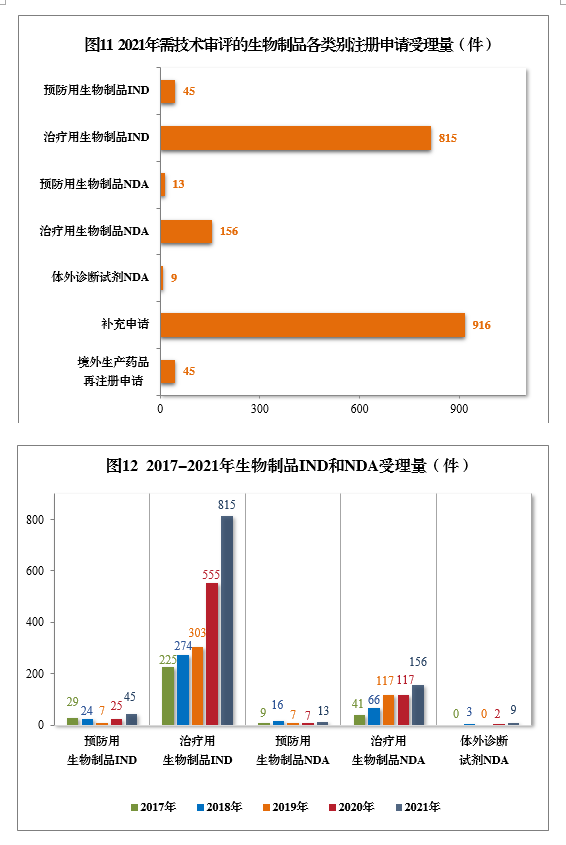 图11 2021年需技术审评的生物制品各类别注册申请受理量（件）
预防用生物制品IND
45
治疗用生物制品IND
815
预防用生物制品NDA
13
治疗用生物制品NDA
156
体外诊断试剂NDA
9
补充申请
916
境外生产药品
再注册申请
45
0 300 600 900
图12 2017–2021年生物制品IND和NDA受理量（件）
800
600
400
200
0
29 24 7 25 45
225 274 303 555 815
9 16 7 7 13
41 66 117 117 156
0 3 0 2 9
预防用
生物制品IND
治疗用
生物制品IND
预防用
生物制品NDA
治疗用
生物制品NDA
体外诊断
试剂NDA
2017年 2018年 2019年 2020年 2021年